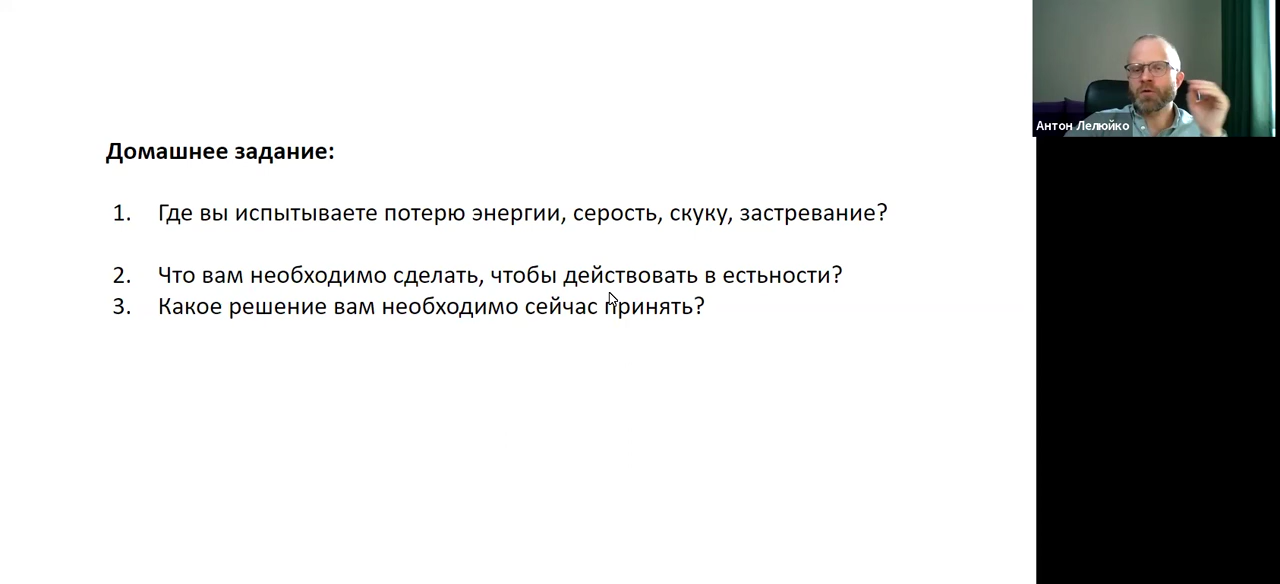 Домашнее задание:
1. Где вы испытываете потерю энергии, серость, скуку, застревание?
2. Что вам необходимо сделать, чтобы действовать в естьности?
3. Какое решение вам необходимо сейчас принять?
Антон Лелюйко